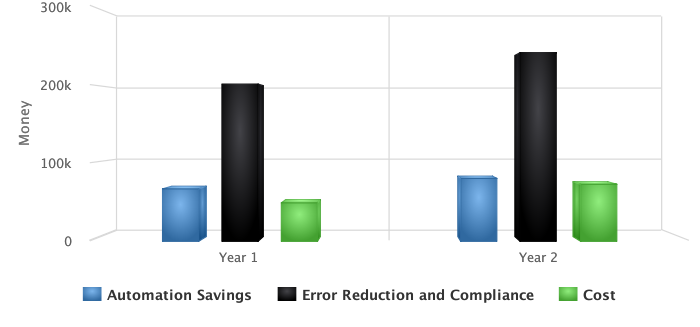 300k
200k
Money
100k
0
Year 1 Year 2
Automation Savings Error Reduction and Compliance Cost